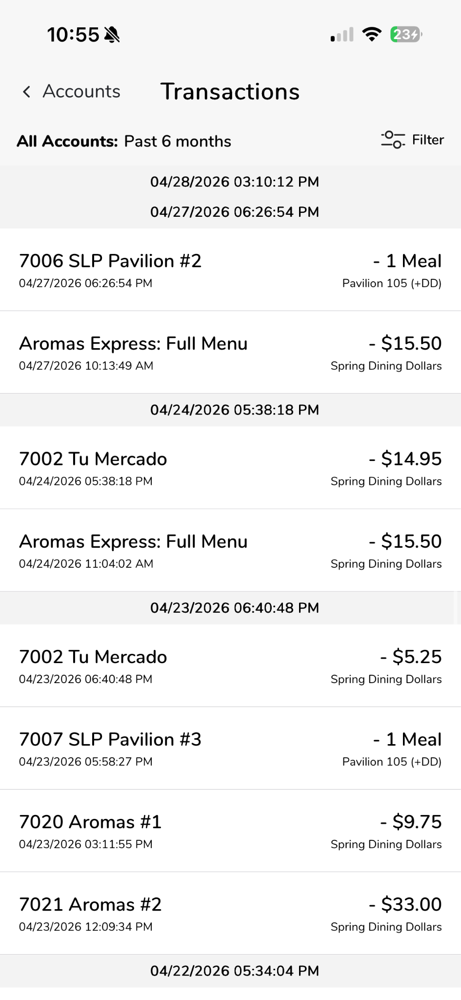 10:55
23
Accounts
Transactions
All Accounts: Past 6 months
Filter
04/28/2026 03:10:12 PM
04/27/2026 06:26:54 PM
7006 SLP Pavilion #2
- 1 Meal
04/27/2026 06:26:54 PM
Pavilion 105 (+DD)
Aromas Express: Full Menu
- $15.50
04/27/2026 10:13:49 AM
Spring Dining Dollars
04/24/2026 05:38:18 PM
7002 Tu Mercado
- $14.95
04/24/2026 05:38:18 PM
Spring Dining Dollars
Aromas Express: Full Menu
- $15.50
04/24/2026 11:04:02 AM
Spring Dining Dollars
04/23/2026 06:40:48 PM
7002 Tu Mercado
- $5.25
04/23/2026 06:40:48 PM
Spring Dining Dollars
7007 SLP Pavilion #3
- 1 Meal
04/23/2026 05:58:27 PM
Pavilion 105 (+DD)
7020 Aromas #1
- $9.75
04/23/2026 03:11:55 PM
Spring Dining Dollars
7021 Aromas #2
- $33.00
04/23/2026 12:09:34 PM
Spring Dining Dollars
04/22/2026 05:34:04 PM